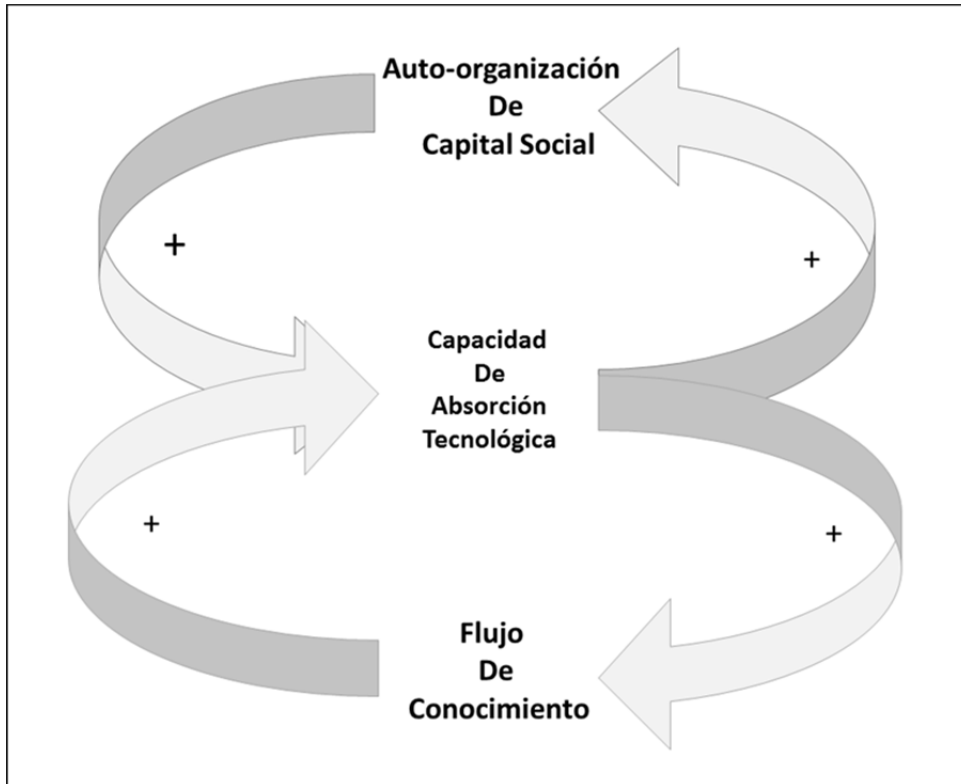 Auto-organización
De
Capital Social
+
+
Capacidad
De
Absorción
Tecnológica
+
+
Flujo
De
Conocimiento